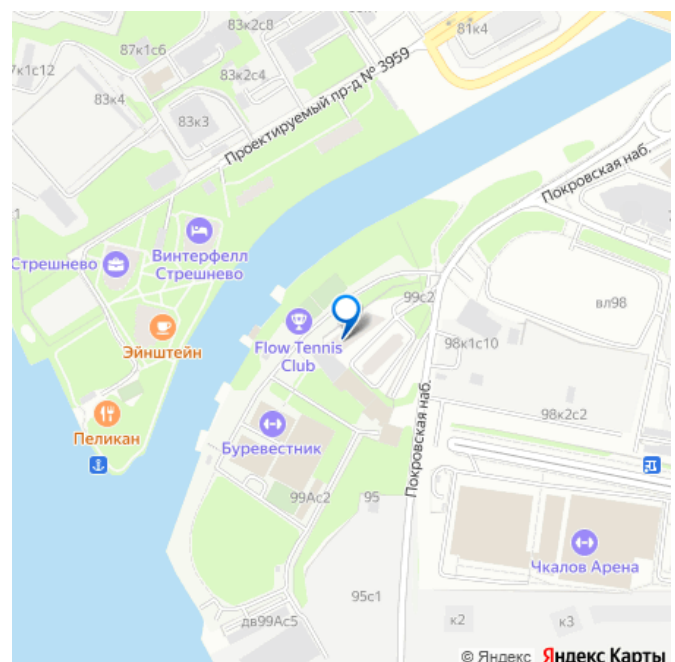 83к2с8
81к4
87к1с6
7к1с12
83к2с4
83к4
83к3
Проектируемый пр-д № 3959
Покровская наб.
Стрешнево
Винтерфелл
Стрешнево
99с2
вл98
Flow Tennis
Club
98к1с10
Эйнштейн
Покровская наб.
98к2с2
Пеликан
Буревестник
99Ас2
95
Чкалов Арена
95с1
дв99Ас5
к2
к3
© Яндекс Яндекс Карты